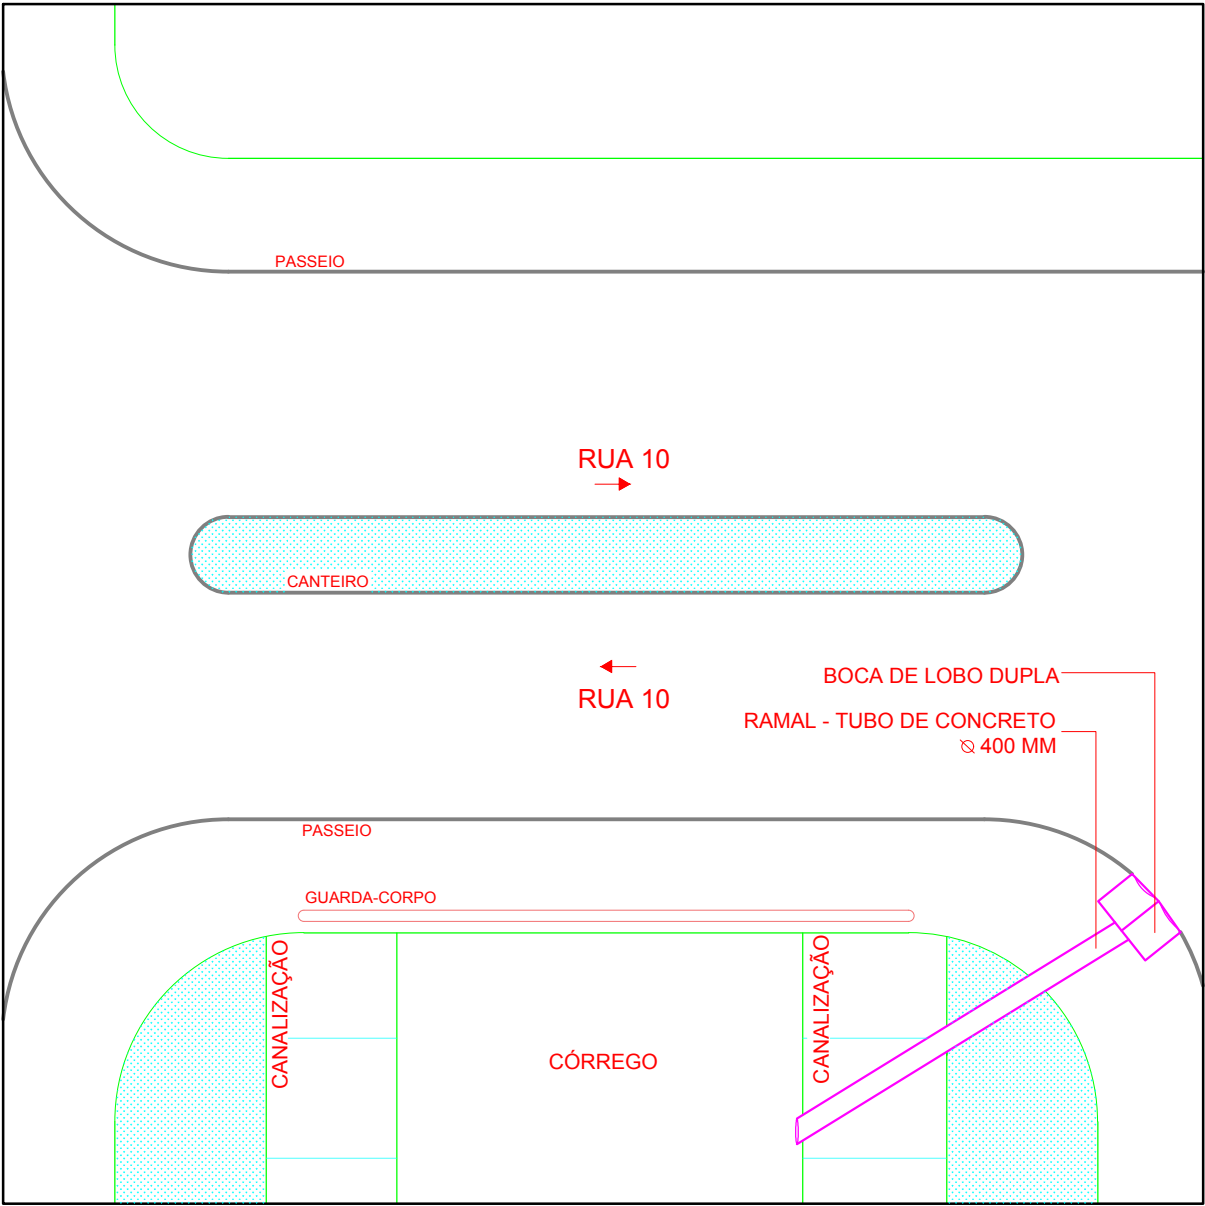 PASSEIO
RUA 10
CANTEIRO
RUA 10
BOCA DE LOBO DUPLA
RAMAL - TUBO DE CONCRETO
⌀ 400 MM
PASSEIO
GUARDA-CORPO
CANALIZAÇÃO
CANALIZAÇÃO
CÓRREGO